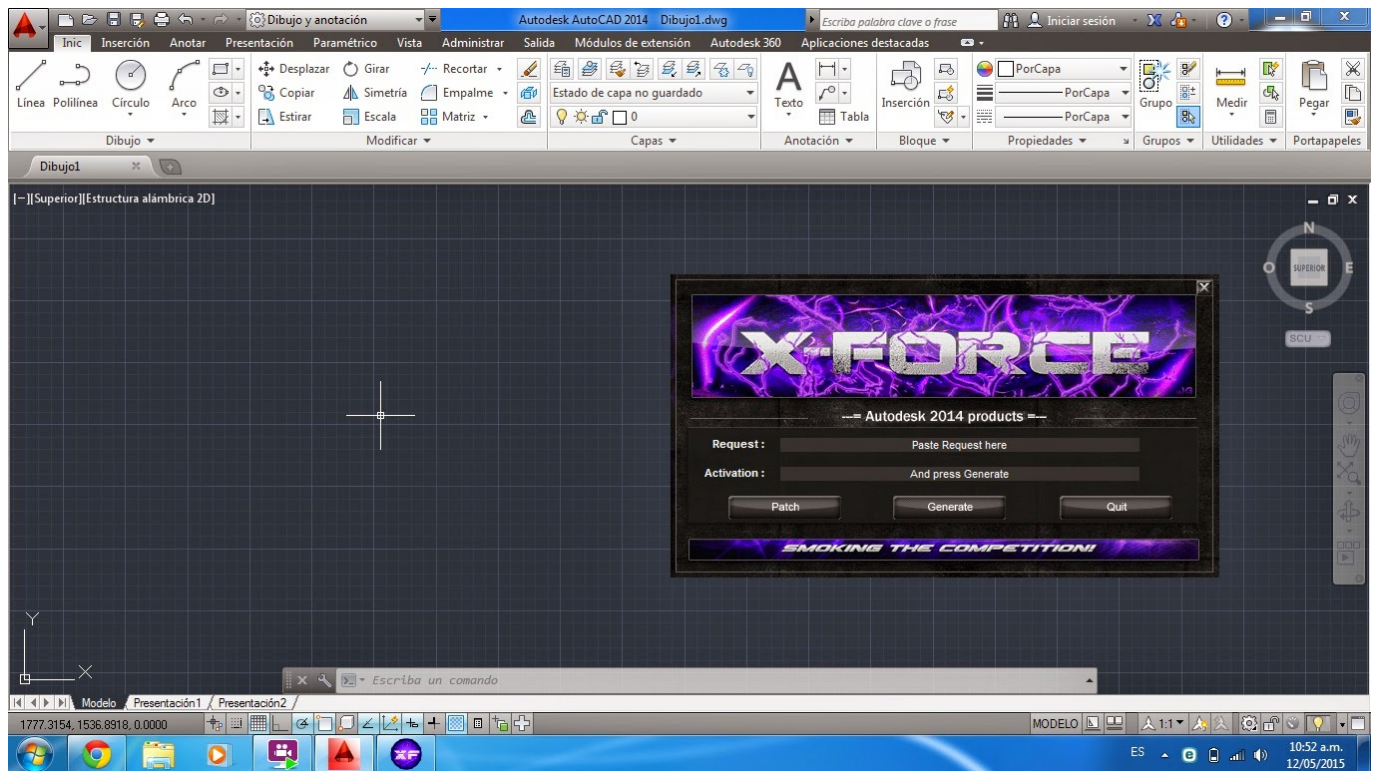 Dibujo y anotación
Autodesk AutoCAD 2014 Dibujo1.dwg
Escriba palabra clave o frase
Iniciar sesión
Inic Inserción Anotar Presentación Paramétrico Vista Administrar Salida Módulos de extensión Autodesk 360 Aplicaciones destacadas
Desplazar Girar Recortar
PorCapa
Línea Polilínea Círculo Arco
Copiar Simetría Empalme
Estado de capa no guardado
Texto
Inserción
PorCapa
Grupo
Medir
Pegar
Estirar Escala Matriz
0
Tabla
PorCapa
Dibujo Modificar Capas Anotación Bloque Propiedades Grupos Utilidades Portapapeles
Dibujo1
[−][Superior][Estructura alámbrica 2D]
N
O SUPERIOR E
S
SCU
X-FORCE
---= Autodesk 2014 products =---
Request : Paste Request here
Activation : And press Generate
Patch Generate Quit
SMOKING THE COMPETITION!
Y
X
Escriba un comando
Modelo Presentación1 Presentación2
1777.3154, 1536.8918, 0.0000
MODELO
1:1
XF
ES
10:52 a.m.
12/05/2015